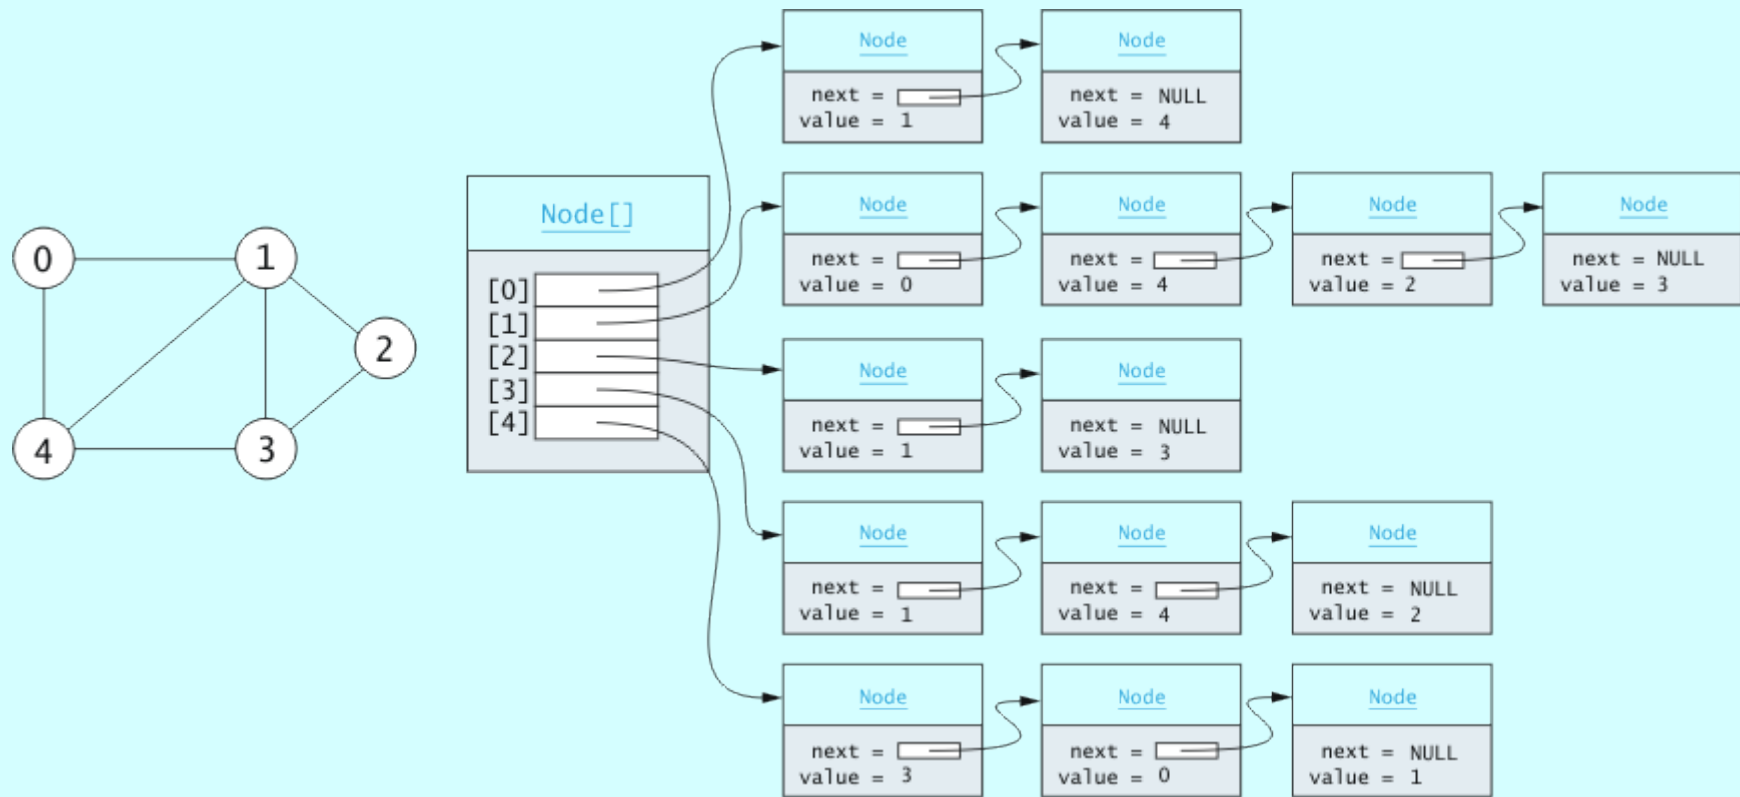 0
1
2
4
3
Node[]
[0]
[1]
[2]
[3]
[4]
Node
next =
value = 1
Node
next = NULL
value = 4
Node
next =
value = 0
Node
next =
value = 4
Node
next =
value = 2
Node
next = NULL
value = 3
Node
next =
value = 1
Node
next = NULL
value = 3
Node
next =
value = 1
Node
next =
value = 4
Node
next = NULL
value = 2
Node
next =
value = 3
Node
next =
value = 0
Node
next = NULL
value = 1